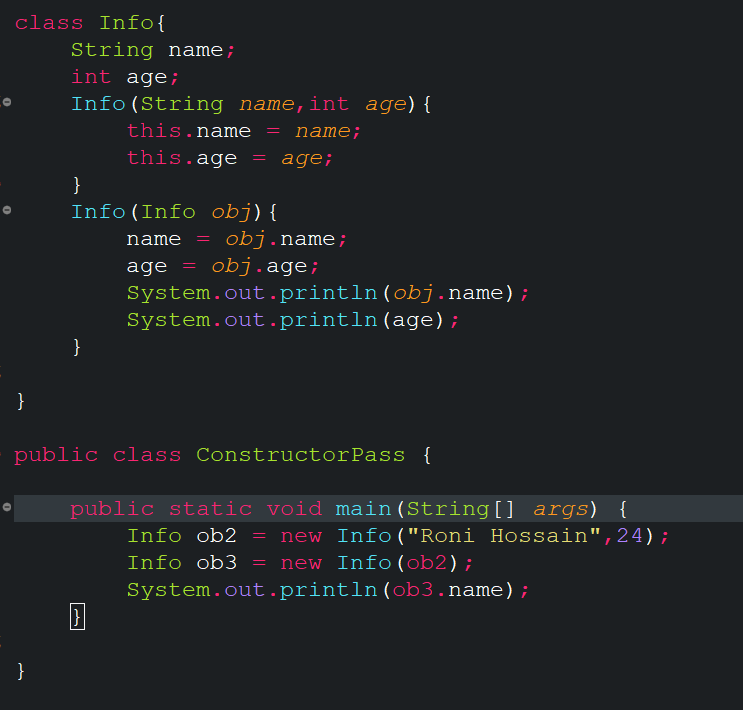 class Info{
    String name;
    int age;
    Info(String name,int age){
        this.name = name;
        this.age = age;
    }
    Info(Info obj){
        name = obj.name;
        age = obj.age;
        System.out.println(obj.name);
        System.out.println(age);
    }
}
public class ConstructorPass {
    public static void main(String[] args) {
        Info ob2 = new Info("Roni Hossain",24);
        Info ob3 = new Info(ob2);
        System.out.println(ob3.name);
    }
}